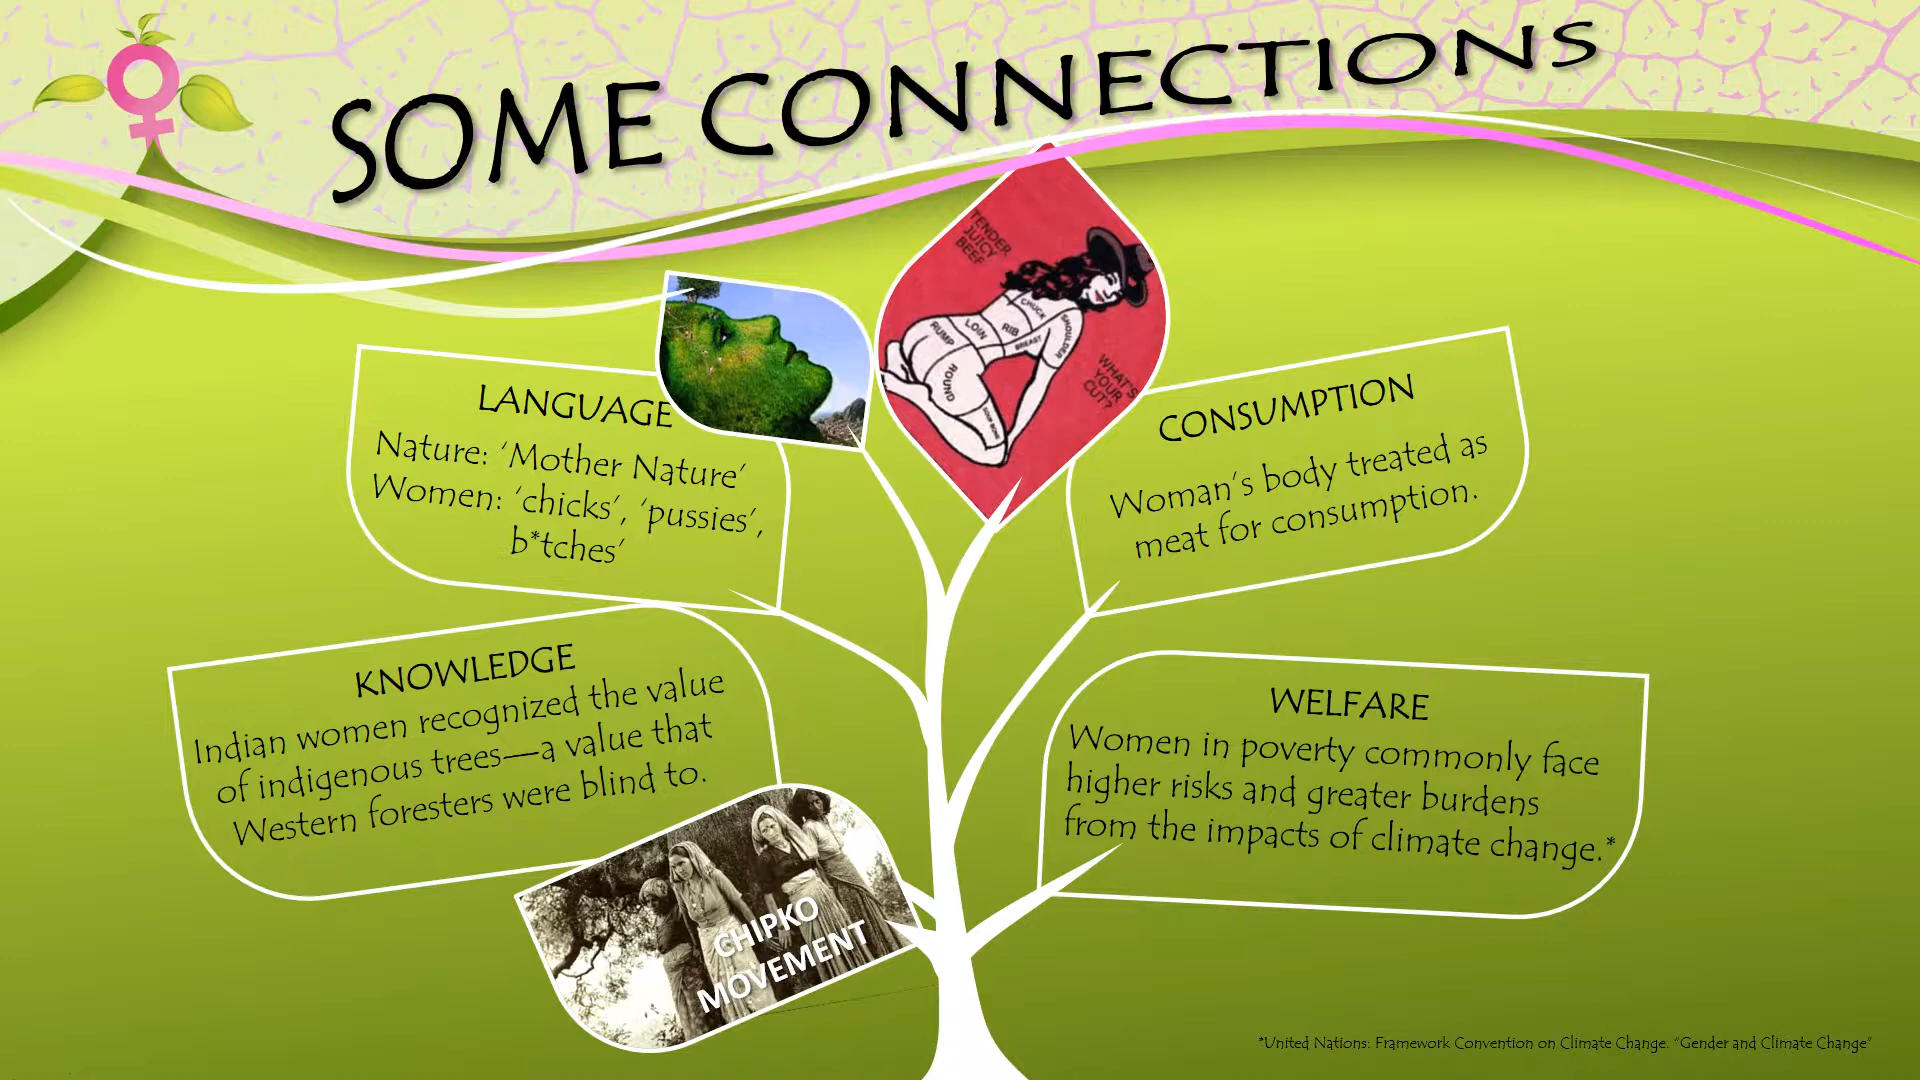 SOME CONNECTIONS
TENDER
JUICY
BEEF
CHUCK
SHOULDER
RIB
BREAST
LOIN
RUMP
ROUND
SOUP BONE
WHAT'S
YOUR
CUT?
LANGUAGE
Nature: ‘Mother Nature’
Women: ‘chicks’, ‘pussies’,
b*tches’
CONSUMPTION
Woman’s body treated as
meat for consumption.
KNOWLEDGE
Indian women recognized the value
of indigenous trees—a value that
Western foresters were blind to.
CHIPKO
MOVEMENT
WELFARE
Women in poverty commonly face
higher risks and greater burdens
from the impacts of climate change.*
*United Nations: Framework Convention on Climate Change. “Gender and Climate Change”